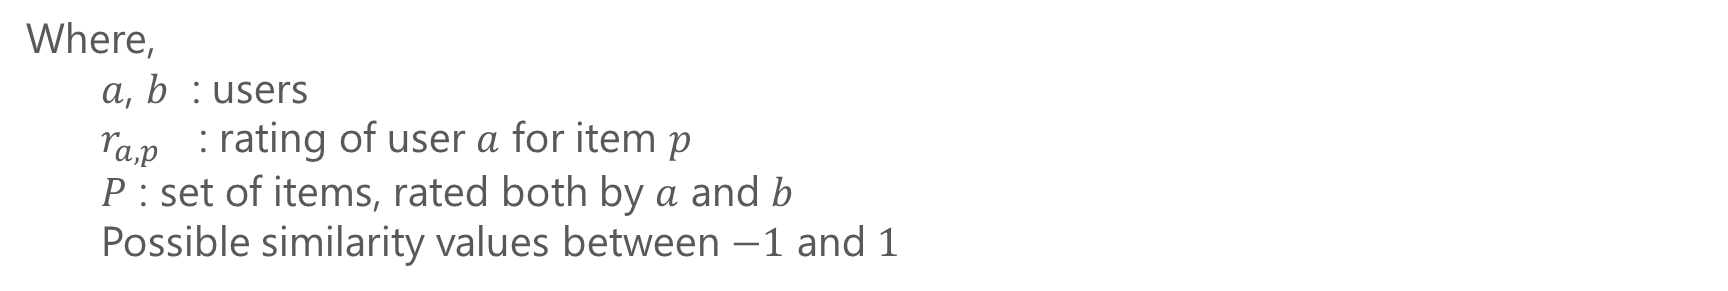 Where,
a, b : users
r_{a,p} : rating of user a for item p
P : set of items, rated both by a and b
Possible similarity values between −1 and 1